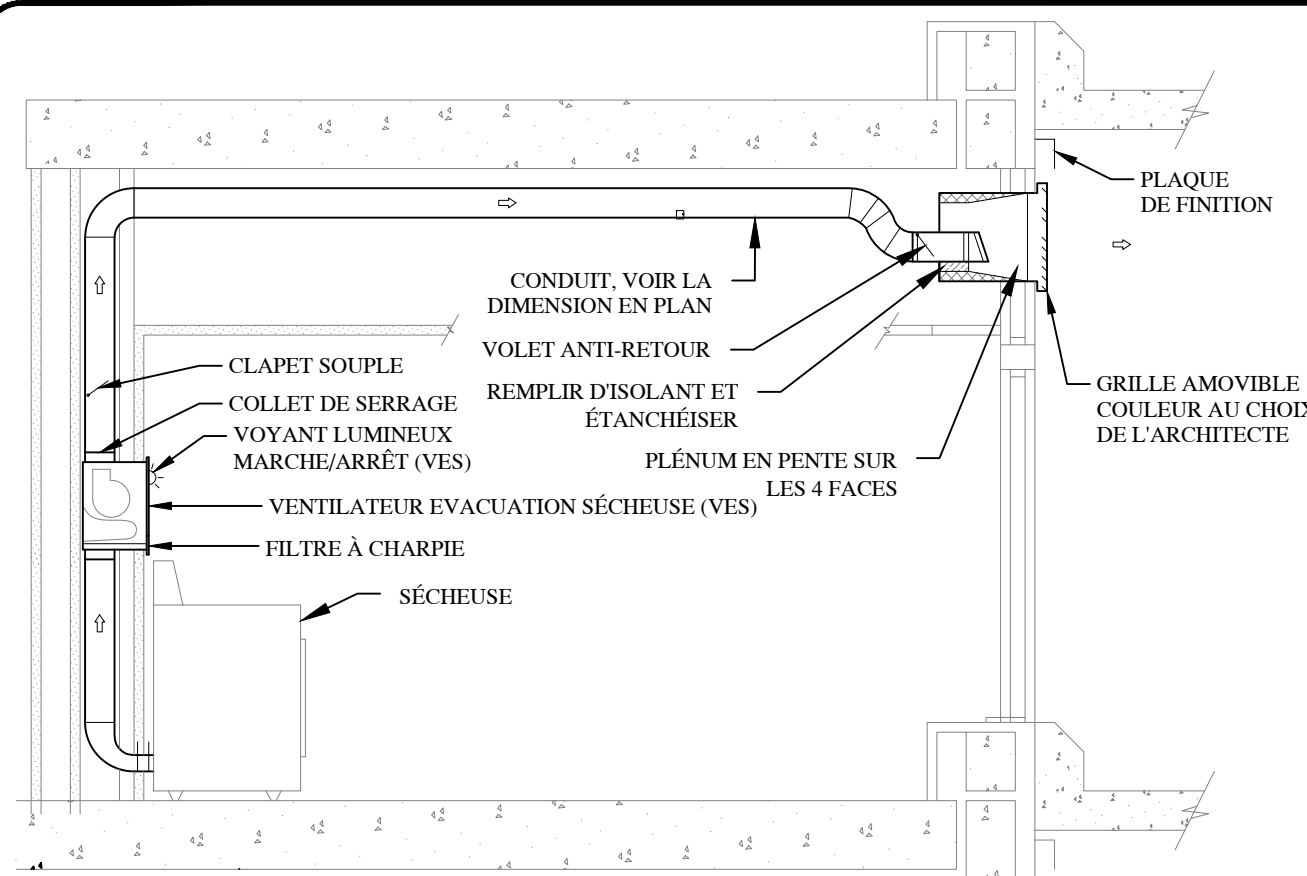 PLAQUE
DE FINITION
CONDUIT, VOIR LA
DIMENSION EN PLAN
VOLET ANTI-RETOUR
CLAPET SOUPLE
REMPLIR D'ISOLANT ET
ÉTANCHÉISER
GRILLE AMOVIBLE
COULEUR AU CHOIX
DE L'ARCHITECTE
COLLET DE SERRAGE
VOYANT LUMINEUX
MARCHE/ARRÊT (VES)
PLÉNUM EN PENTE SUR
LES 4 FACES
VENTILATEUR EVACUATION SÉCHEUSE (VES)
FILTRE À CHARPIE
SÉCHEUSE